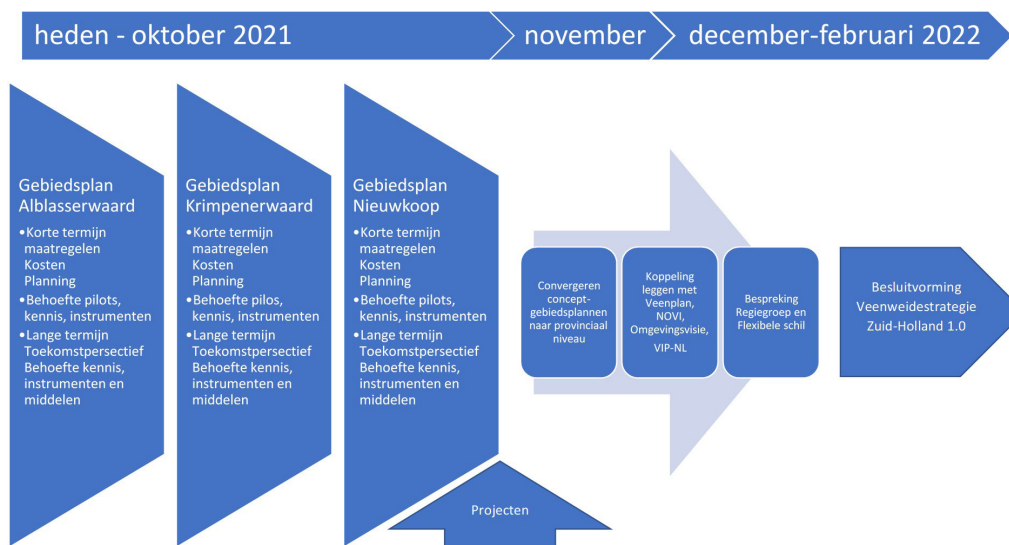 heden - oktober 2021
november
december-februari 2022
Gebiedsplan
Alblasserwaard
•Korte termijn
maatregelen
Kosten
Planning
•Behoefte pilots,
kennis, instrumenten
•Lange termijn
Toekomstpersectief
Behoefte kennis,
instrumenten en
middelen
Gebiedsplan
Krimpenerwaard
•Korte termijn
maatregelen
Kosten
Planning
•Behoefte pilos,
kennis, instrumenten
•Lange termijn
Toekomstpersectief
Behoefte kennis,
instrumenten en
middelen
Gebiedsplan
Nieuwkoop
•Korte termijn
maatregelen
Kosten
Planning
•Behoefte pilots,
kennis, instrumenten
•Lange termijn
Toekomstpersectief
Behoefte kennis,
instrumenten en
middelen
Convergeren
concept-
gebiedsplannen
naar provinciaal
niveau
Koppeling
leggen met
Veenplan,
NOVI,
Omgevingsvisie,
VIP-NL
Bespreking
Regiegroep en
Flexibele schil
Besluitvorming
Veenweidestrategie
Zuid-Holland 1.0
Projecten